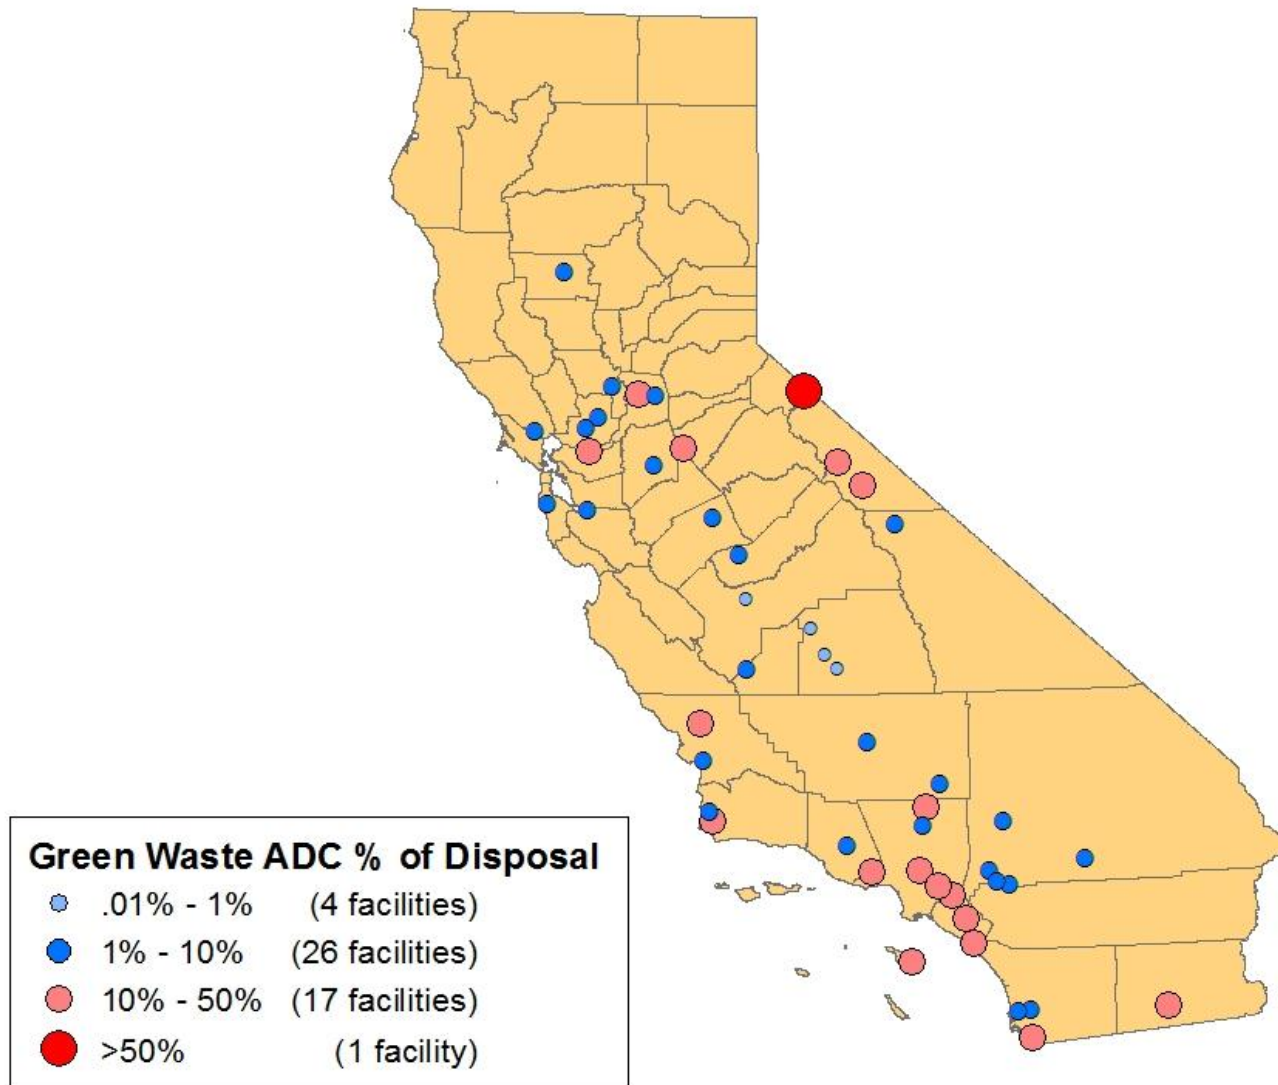 Green Waste ADC % of Disposal
.01% - 1% (4 facilities)
1% - 10% (26 facilities)
10% - 50% (17 facilities)
>50% (1 facility)